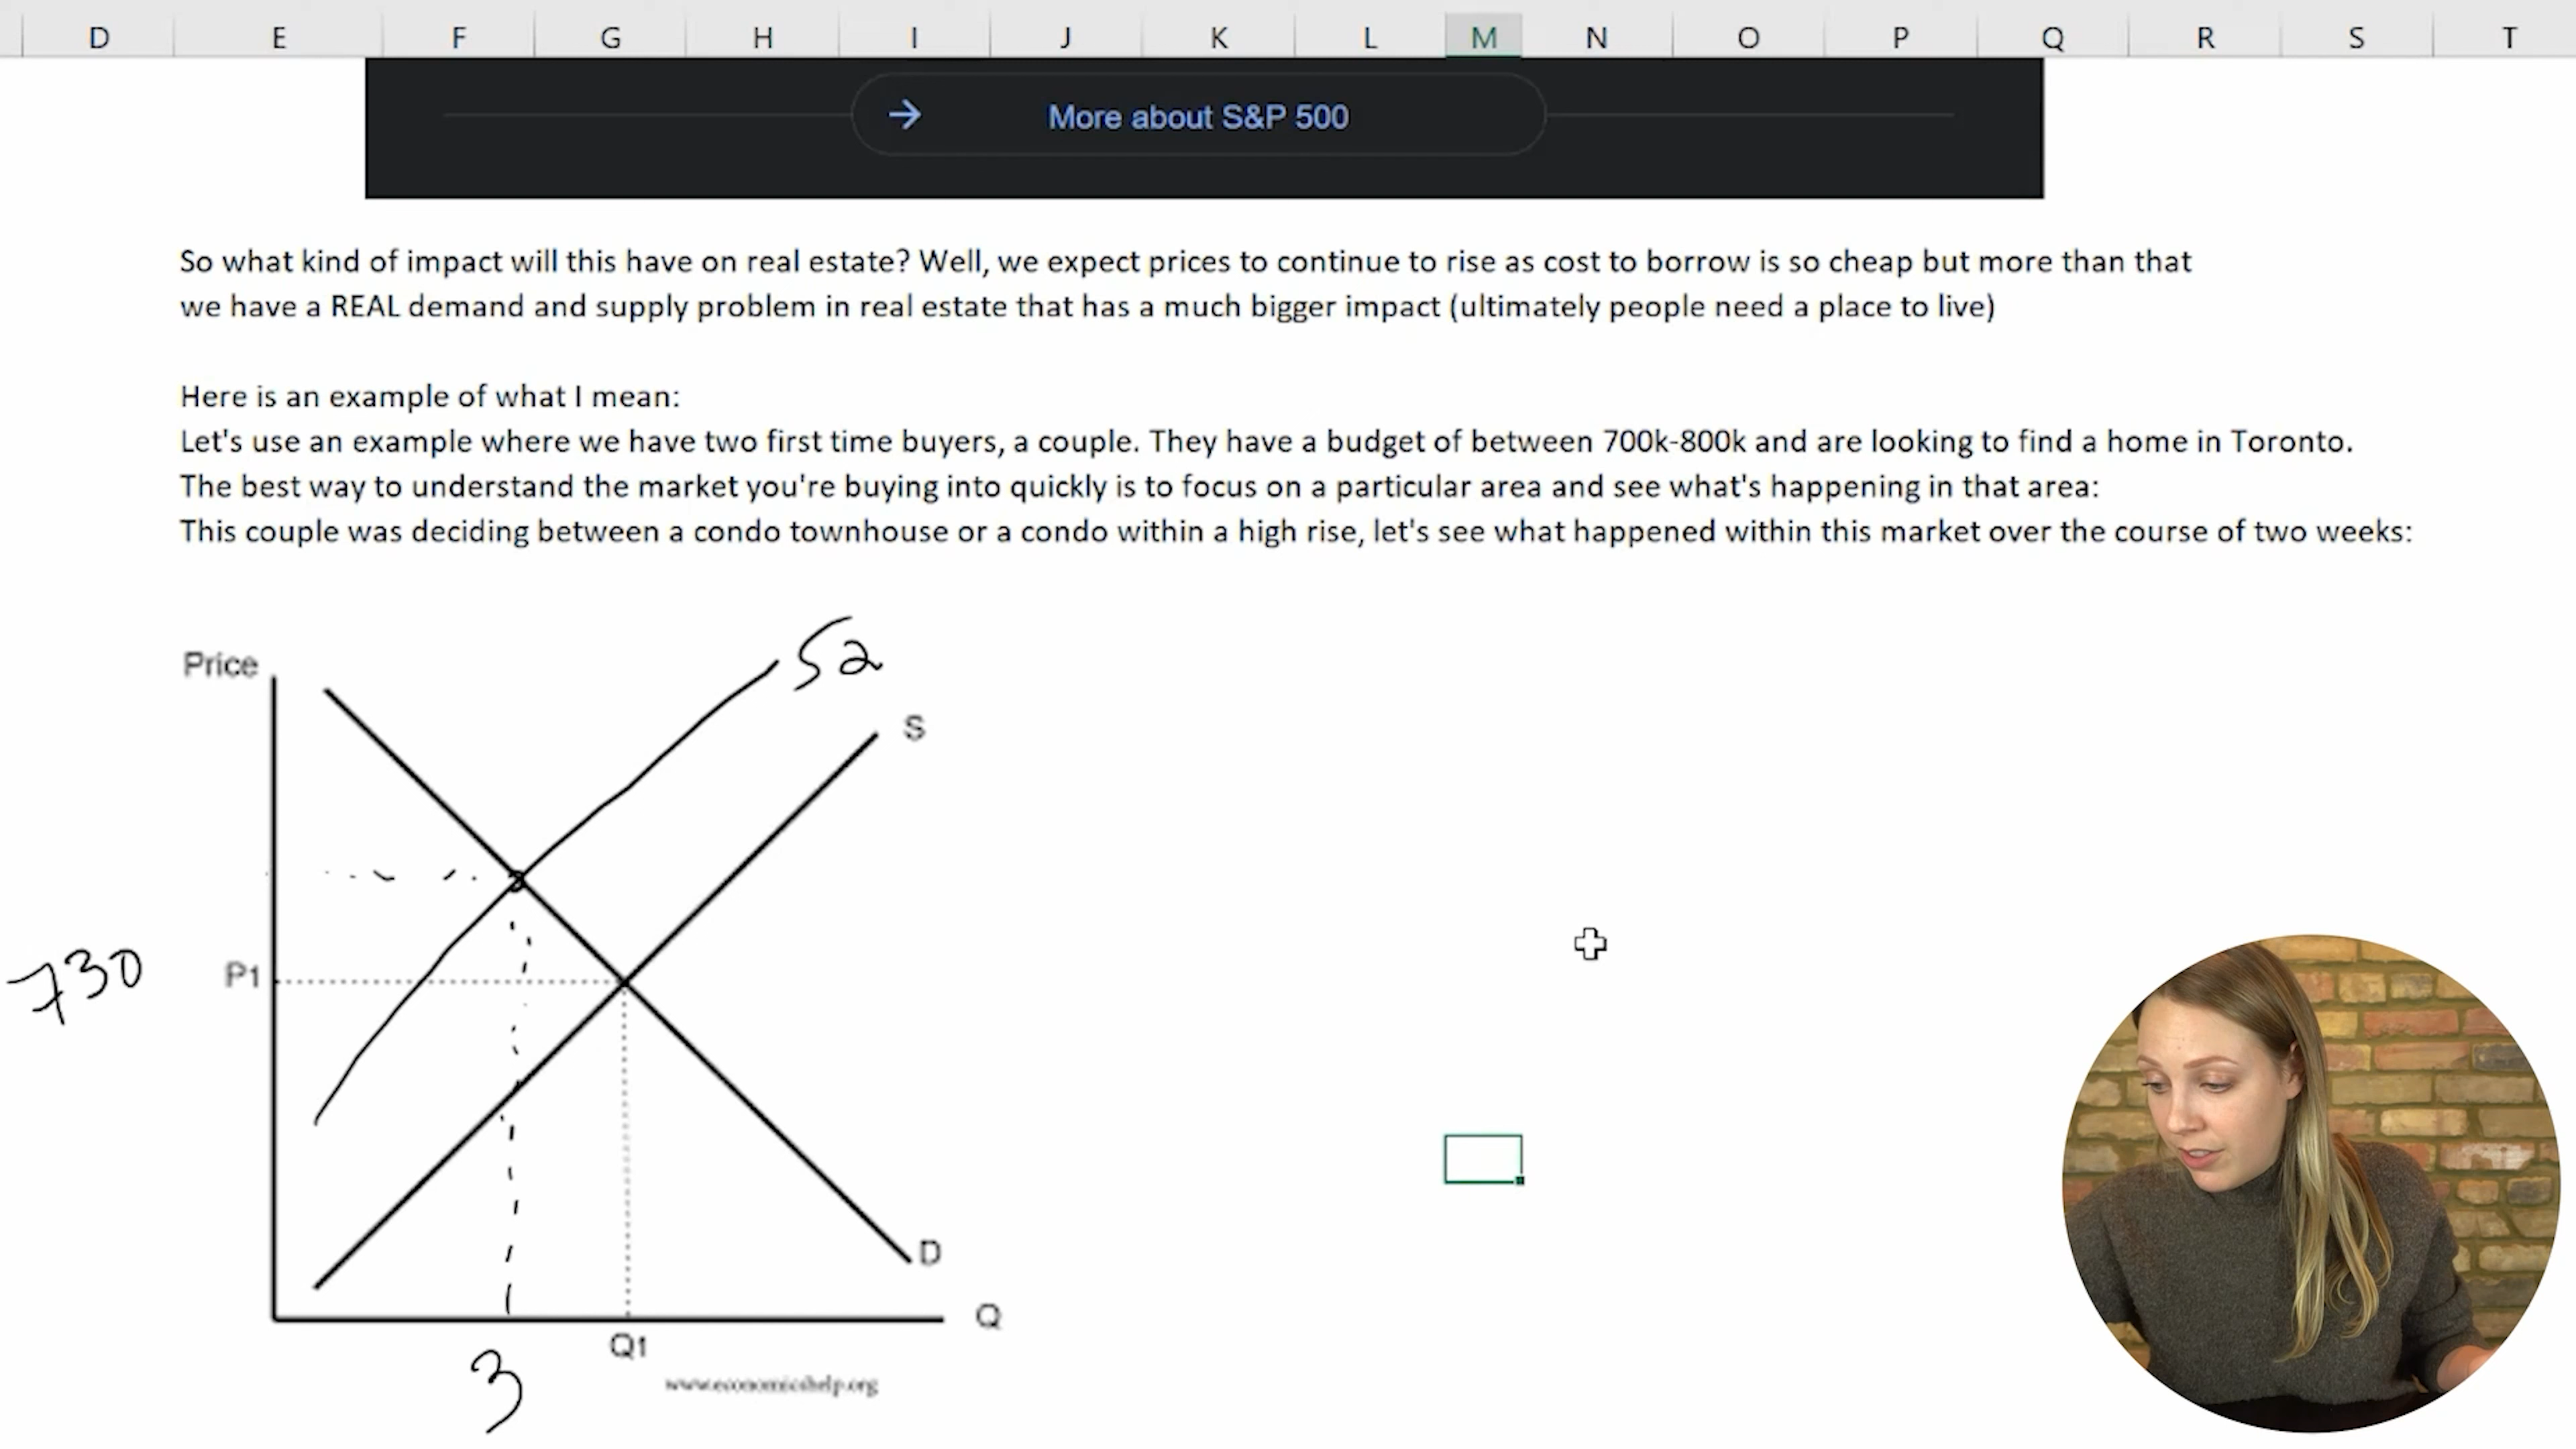 D E F G H I J K L M N O P Q R S T
More about S&P 500
So what kind of impact will this have on real estate? Well, we expect prices to continue to rise as cost to borrow is so cheap but more than that
we have a REAL demand and supply problem in real estate that has a much bigger impact (ultimately people need a place to live)
Here is an example of what I mean:
Let's use an example where we have two first time buyers, a couple. They have a budget of between 700k-800k and are looking to find a home in Toronto.
The best way to understand the market you're buying into quickly is to focus on a particular area and see what's happening in that area:
This couple was deciding between a condo townhouse or a condo within a high rise, let's see what happened within this market over the course of two weeks:
S2
Price
S
730
P1
D
Q
Q1
3
www.economicshelp.org